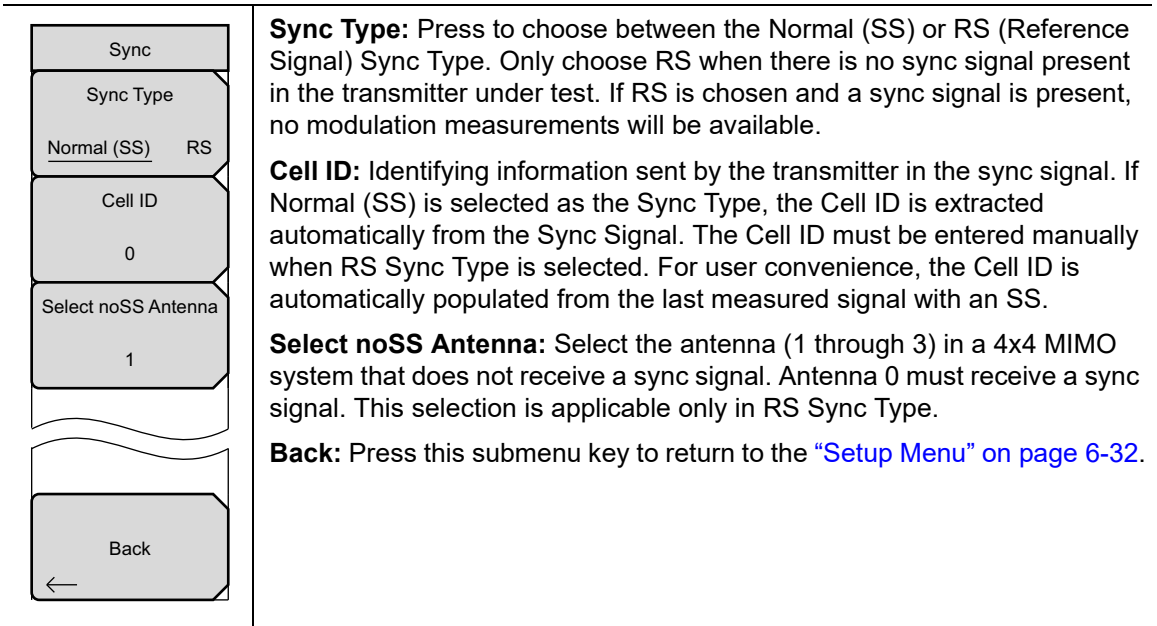 Sync
Sync Type
Normal (SS) RS
Cell ID
0
Select noSS Antenna
1
Back
Sync Type: Press to choose between the Normal (SS) or RS (Reference
Signal) Sync Type. Only choose RS when there is no sync signal present
in the transmitter under test. If RS is chosen and a sync signal is present,
no modulation measurements will be available.
Cell ID: Identifying information sent by the transmitter in the sync signal. If
Normal (SS) is selected as the Sync Type, the Cell ID is extracted
automatically from the Sync Signal. The Cell ID must be entered manually
when RS Sync Type is selected. For user convenience, the Cell ID is
automatically populated from the last measured signal with an SS.
Select noSS Antenna: Select the antenna (1 through 3) in a 4x4 MIMO
system that does not receive a sync signal. Antenna 0 must receive a sync
signal. This selection is applicable only in RS Sync Type.
Back: Press this submenu key to return to the “Setup Menu” on page 6-32.